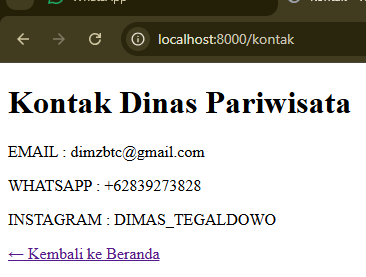 localhost:8000/kontak
Kontak Dinas Pariwisata
EMAIL : dimzbtc@gmail.com
WHATSAPP : +62839273828
INSTAGRAM : DIMAS_TEGALDOWO
← Kembali ke Beranda